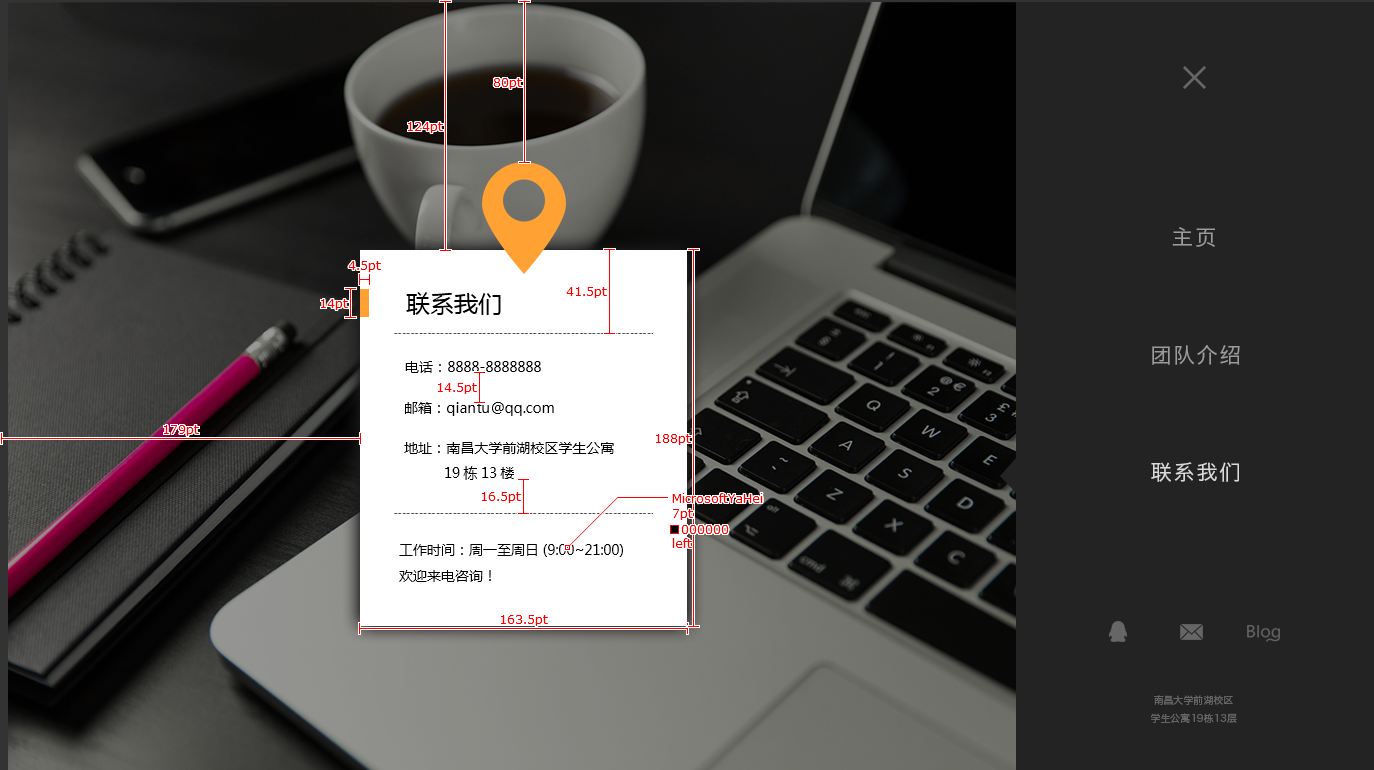 80pt
124pt
4.5pt
14pt
联系我们
41.5pt
电话：8888-8888888
14.5pt
邮箱：qiantu@qq.com
179pt
188pt
地址：南昌大学前湖校区学生公寓
19 栋 13 楼
16.5pt
MicrosoftYaHei
7pt
000000
left
工作时间：周一至周日 (9:00~21:00)
欢迎来电咨询！
163.5pt
主页
团队介绍
联系我们
Blog
南昌大学前湖校区
学生公寓19栋13层